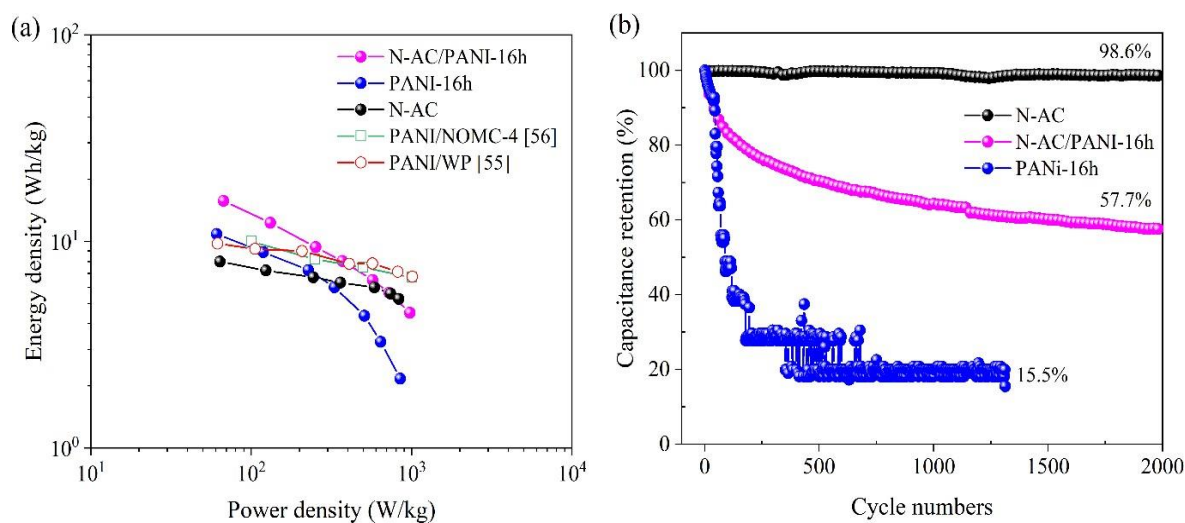 (a)
10²
10¹
10⁰
Energy density (Wh/kg)
N-AC/PANI-16h
PANI-16h
N-AC
PANI/NOMC-4 [56]
PANI/WP [55]
10¹ 10² 10³ 10⁴
Power density (W/kg)
(b)
100
80
60
40
20
0
Capacitance retention (%)
98.6%
N-AC
N-AC/PANI-16h
PANi-16h
57.7%
15.5%
0 500 1000 1500 2000
Cycle numbers